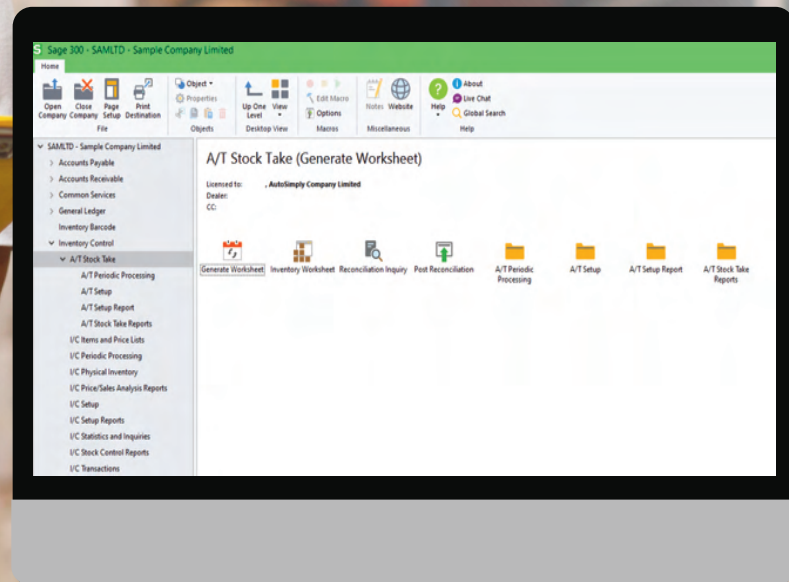 S Sage 300 - SAMLTD - Sample Company Limited
Home
Open Company
Close Company
Page Setup
Print Destination
File
Object
Properties
Objects
Up One Level
View
Desktop View
Edit Macro
Options
Macros
Notes
Website
Miscellaneous
Help
About
Live Chat
Global Search
Help
SAMLTD - Sample Company Limited
Accounts Payable
Accounts Receivable
Common Services
General Ledger
Inventory Barcode
Inventory Control
A/T Stock Take
A/T Periodic Processing
A/T Setup
A/T Setup Report
A/T Stock Take Reports
I/C Items and Price Lists
I/C Periodic Processing
I/C Physical Inventory
I/C Price/Sales Analysis Reports
I/C Setup
I/C Setup Reports
I/C Statistics and Inquiries
I/C Stock Control Reports
I/C Transactions
A/T Stock Take (Generate Worksheet)
Licensed to: , AutoSimply Company Limited
Dealer:
CC:
Generate Worksheet
Inventory Worksheet
Reconciliation Inquiry
Post Reconciliation
A/T Periodic
Processing
A/T Setup
A/T Setup Report
A/T Stock Take
Reports